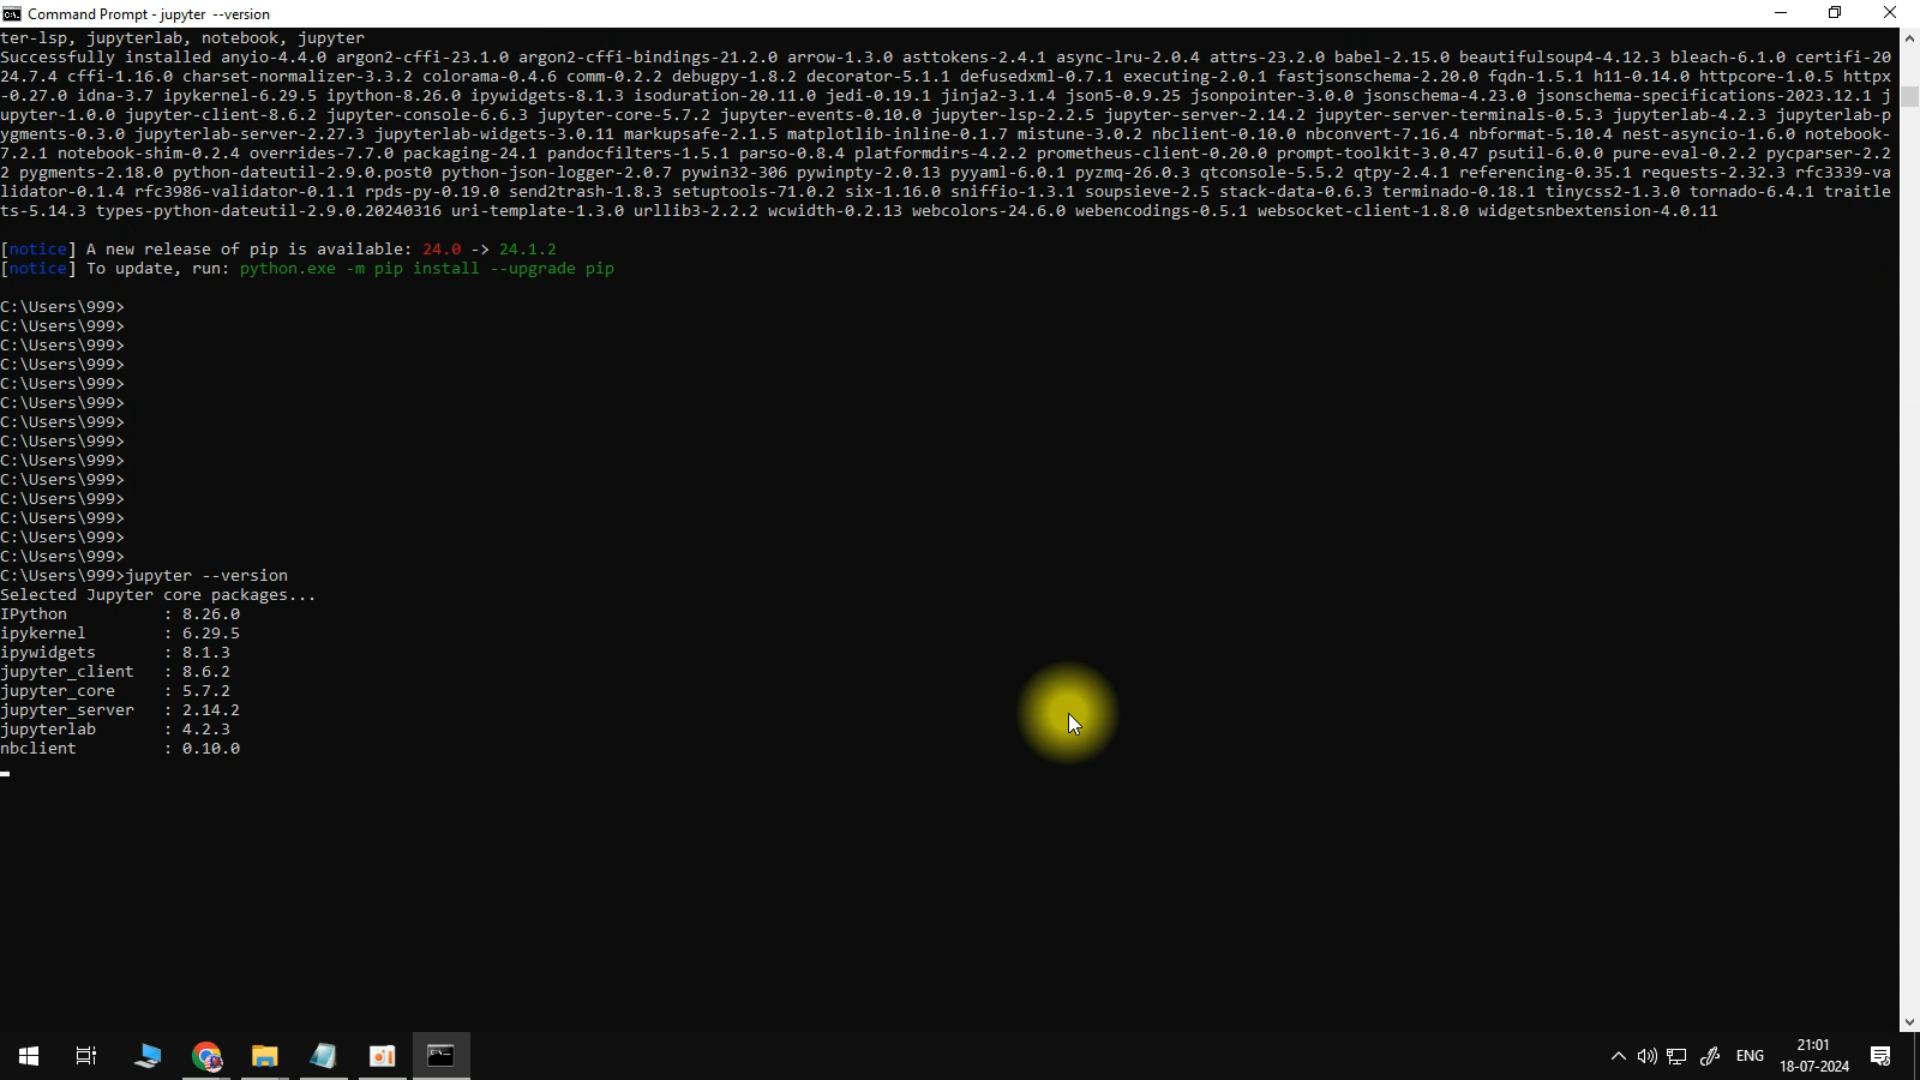 Command Prompt - jupyter --version
ter-lsp, jupyterlab, notebook, jupyter
Successfully installed anyio-4.4.0 argon2-cffi-23.1.0 argon2-cffi-bindings-21.2.0 arrow-1.3.0 asttokens-2.4.1 async-lru-2.0.4 attrs-23.2.0 babel-2.15.0 beautifulsoup4-4.12.3 bleach-6.1.0 certifi-20
24.7.4 cffi-1.16.0 charset-normalizer-3.3.2 colorama-0.4.6 comm-0.2.2 debugpy-1.8.2 decorator-5.1.1 defusedxml-0.7.1 executing-2.0.1 fastjsonschema-2.20.0 fqdn-1.5.1 h11-0.14.0 httpcore-1.0.5 httpx
-0.27.0 idna-3.7 ipykernel-6.29.5 ipython-8.26.0 ipywidgets-8.1.3 isoduration-20.11.0 jedi-0.19.1 jinja2-3.1.4 json5-0.9.25 jsonpointer-3.0.0 jsonschema-4.23.0 jsonschema-specifications-2023.12.1 j
upyter-1.0.0 jupyter-client-8.6.2 jupyter-console-6.6.3 jupyter-core-5.7.2 jupyter-events-0.10.0 jupyter-lsp-2.2.5 jupyter-server-2.14.2 jupyter-server-terminals-0.5.3 jupyterlab-4.2.3 jupyterlab-p
ygments-0.3.0 jupyterlab-server-2.27.3 jupyterlab-widgets-3.0.11 markupsafe-2.1.5 matplotlib-inline-0.1.7 mistune-3.0.2 nbclient-0.10.0 nbconvert-7.16.4 nbformat-5.10.4 nest-asyncio-1.6.0 notebook-
7.2.1 notebook-shim-0.2.4 overrides-7.7.0 packaging-24.1 pandocfilters-1.5.1 parso-0.8.4 platformdirs-4.2.2 prometheus-client-0.20.0 prompt-toolkit-3.0.47 psutil-6.0.0 pure-eval-0.2.2 pycparser-2.2
2 pygments-2.18.0 python-dateutil-2.9.0.post0 python-json-logger-2.0.7 pywin32-306 pywinpty-2.0.13 pyyaml-6.0.1 pyzmq-26.0.3 qtconsole-5.5.2 qtpy-2.4.1 referencing-0.35.1 requests-2.32.3 rfc3339-va
lidator-0.1.4 rfc3986-validator-0.1.1 rpds-py-0.19.0 send2trash-1.8.3 setuptools-71.0.2 six-1.16.0 sniffio-1.3.1 soupsieve-2.5 stack-data-0.6.3 terminado-0.18.1 tinycss2-1.3.0 tornado-6.4.1 traitle
ts-5.14.3 types-python-dateutil-2.9.0.20240316 uri-template-1.3.0 urllib3-2.2.2 wcwidth-0.2.13 webcolors-24.6.0 webencodings-0.5.1 websocket-client-1.8.0 widgetsnbextension-4.0.11
[notice] A new release of pip is available: 24.0 -> 24.1.2
[notice] To update, run: python.exe -m pip install --upgrade pip
C:\Users\999>
C:\Users\999>
C:\Users\999>
C:\Users\999>
C:\Users\999>
C:\Users\999>
C:\Users\999>
C:\Users\999>
C:\Users\999>
C:\Users\999>
C:\Users\999>
C:\Users\999>
C:\Users\999>
C:\Users\999>
C:\Users\999>jupyter --version
Selected Jupyter core packages...
IPython          : 8.26.0
ipykernel        : 6.29.5
ipywidgets       : 8.1.3
jupyter_client   : 8.6.2
jupyter_core     : 5.7.2
jupyter_server   : 2.14.2
jupyterlab       : 4.2.3
nbclient         : 0.10.0
ENG
21:01
18-07-2024